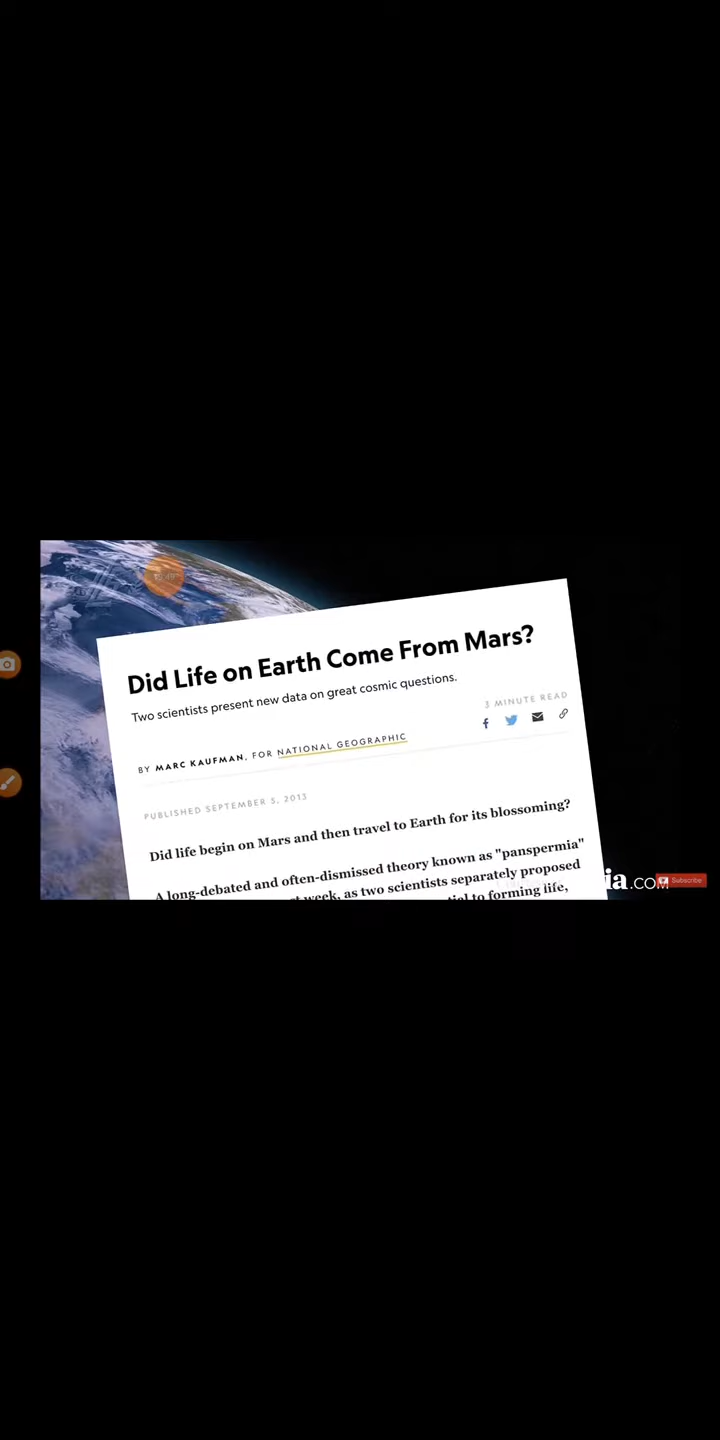 Did Life on Earth Come From Mars?
Two scientists present new data on great cosmic questions.
3 MINUTE READ
BY MARC KAUFMAN, FOR NATIONAL GEOGRAPHIC
PUBLISHED SEPTEMBER 5, 2013
Did life begin on Mars and then travel to Earth for its blossoming?
A long-debated and often-dismissed theory known as "panspermia"
week, as two scientists separately proposed
to forming life,
ia.COM
Subscribe